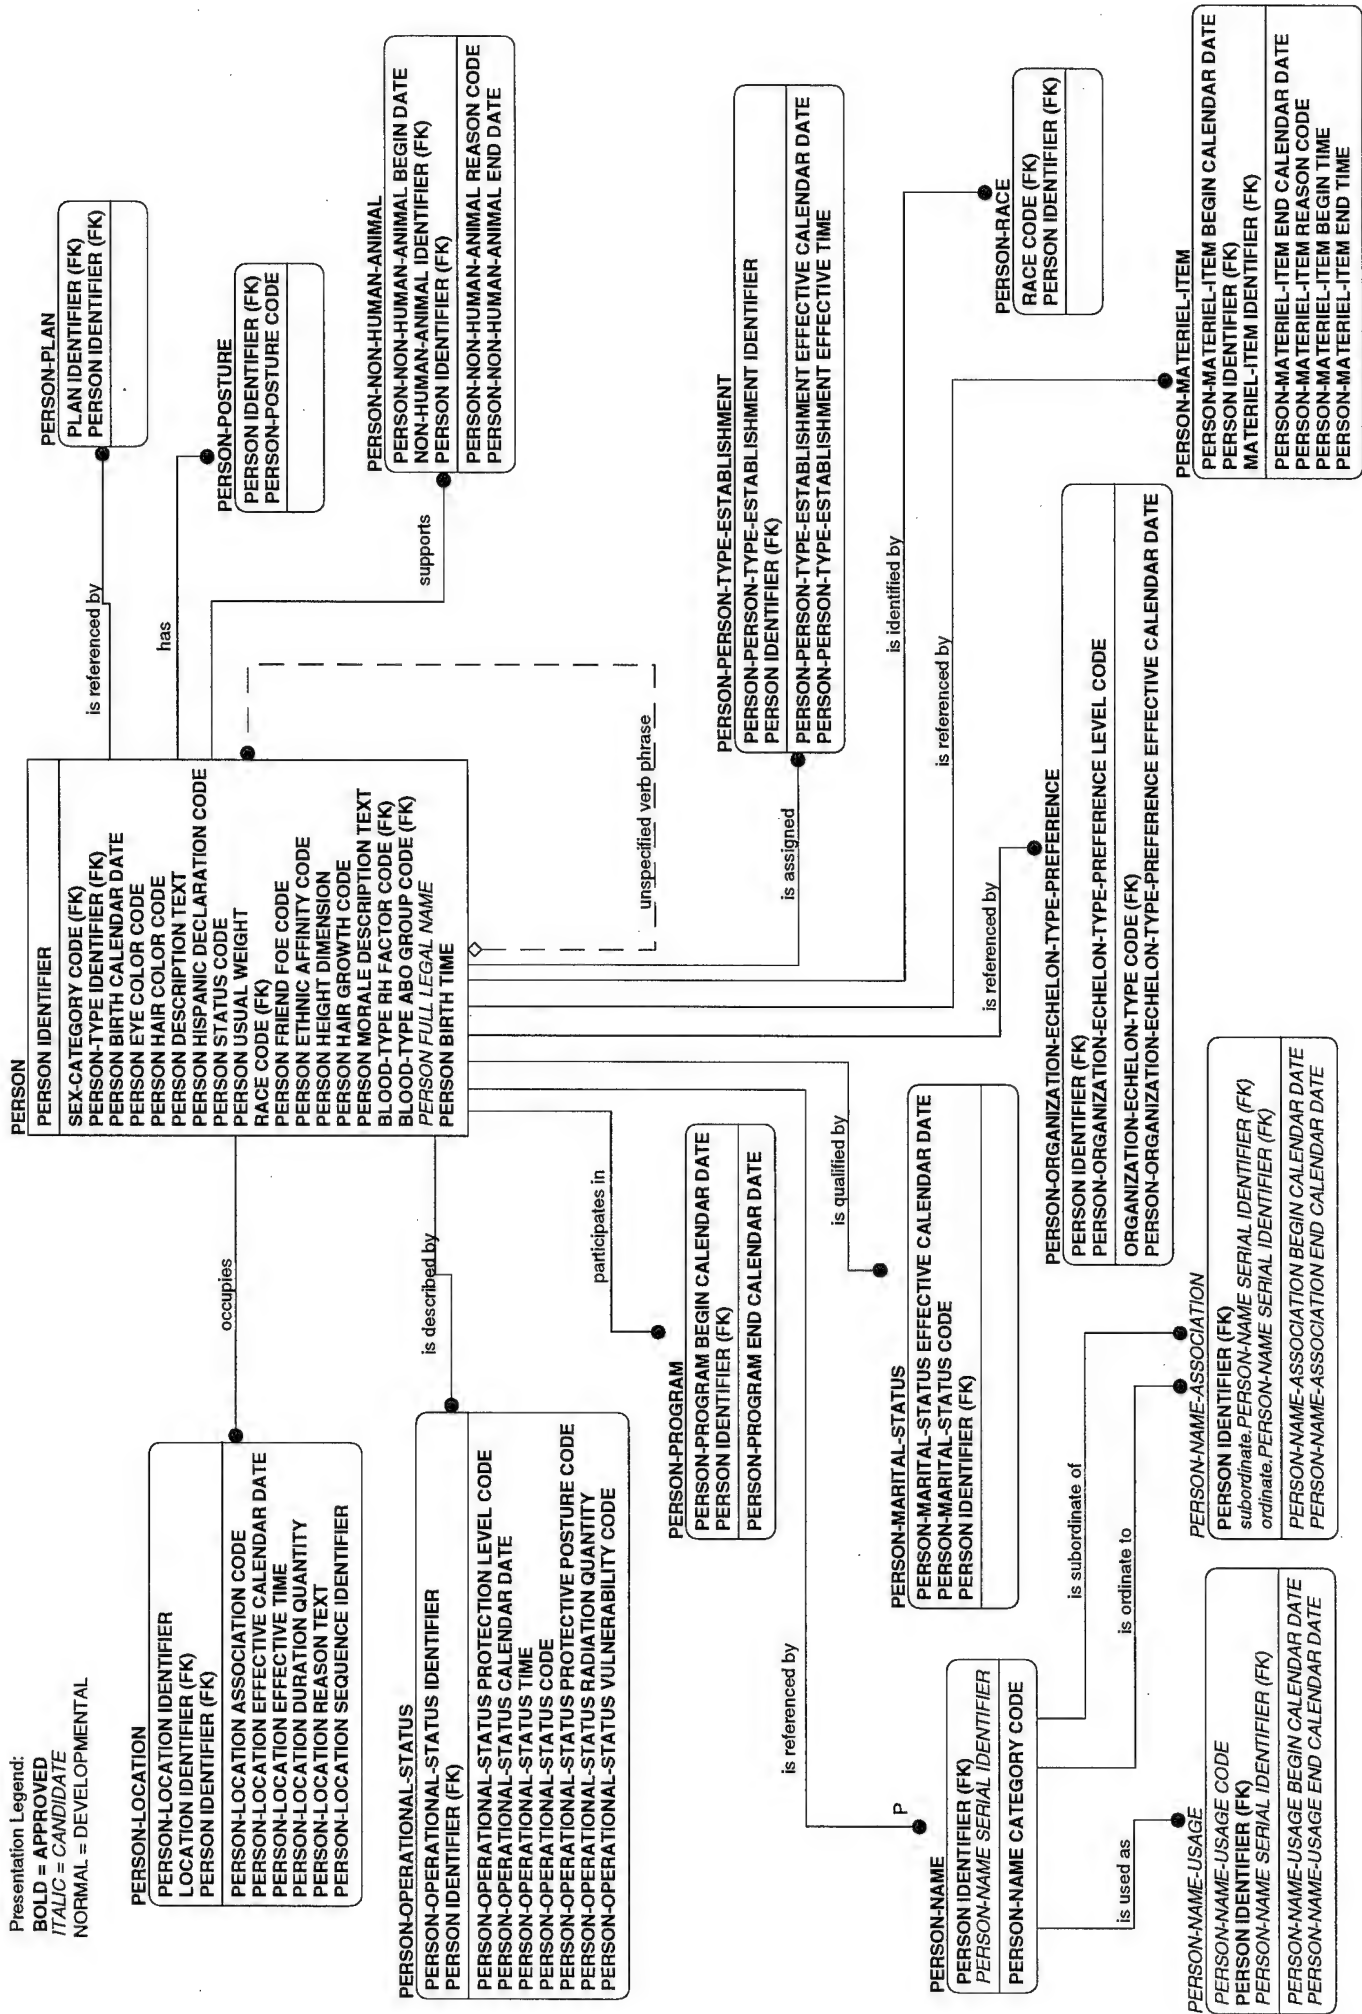 Presentation Legend:
BOLD = APPROVED
ITALIC = CANDIDATE
NORMAL = DEVELOPMENTAL
PERSON
PERSON IDENTIFIER
SEX-CATEGORY CODE (FK)
PERSON-TYPE IDENTIFIER (FK)
PERSON BIRTH CALENDAR DATE
PERSON EYE COLOR CODE
PERSON HAIR COLOR CODE
PERSON DESCRIPTION TEXT
PERSON HISPANIC DECLARATION CODE
PERSON STATUS CODE
PERSON USUAL WEIGHT
RACE CODE (FK)
PERSON FRIEND FOE CODE
PERSON ETHNIC AFFINITY CODE
PERSON HEIGHT DIMENSION
PERSON HAIR GROWTH CODE
PERSON MORALE DESCRIPTION TEXT
BLOOD-TYPE RH FACTOR CODE (FK)
BLOOD-TYPE ABO GROUP CODE (FK)
PERSON FULL LEGAL NAME
PERSON BIRTH TIME
is referenced by
PERSON-PLAN
PLAN IDENTIFIER (FK)
PERSON IDENTIFIER (FK)
has
PERSON-POSTURE
PERSON IDENTIFIER (FK)
PERSON-POSTURE CODE
supports
PERSON-NON-HUMAN-ANIMAL
PERSON-NON-HUMAN-ANIMAL BEGIN DATE
NON-HUMAN-ANIMAL IDENTIFIER (FK)
PERSON IDENTIFIER (FK)
PERSON-NON-HUMAN-ANIMAL REASON CODE
PERSON-NON-HUMAN-ANIMAL END DATE
unspecified verb phrase
occupies
PERSON-LOCATION
PERSON-LOCATION IDENTIFIER
LOCATION IDENTIFIER (FK)
PERSON IDENTIFIER (FK)
PERSON-LOCATION ASSOCIATION CODE
PERSON-LOCATION EFFECTIVE CALENDAR DATE
PERSON-LOCATION EFFECTIVE TIME
PERSON-LOCATION DURATION QUANTITY
PERSON-LOCATION REASON TEXT
PERSON-LOCATION SEQUENCE IDENTIFIER
is described by
PERSON-OPERATIONAL-STATUS
PERSON-OPERATIONAL-STATUS IDENTIFIER
PERSON IDENTIFIER (FK)
PERSON-OPERATIONAL-STATUS PROTECTION LEVEL CODE
PERSON-OPERATIONAL-STATUS CALENDAR DATE
PERSON-OPERATIONAL-STATUS TIME
PERSON-OPERATIONAL-STATUS CODE
PERSON-OPERATIONAL-STATUS PROTECTIVE POSTURE CODE
PERSON-OPERATIONAL-STATUS RADIATION QUANTITY
PERSON-OPERATIONAL-STATUS VULNERABILITY CODE
participates in
PERSON-PROGRAM
PERSON-PROGRAM BEGIN CALENDAR DATE
PERSON IDENTIFIER (FK)
PERSON-PROGRAM END CALENDAR DATE
is assigned
PERSON-PERSON-TYPE-ESTABLISHMENT
PERSON-PERSON-TYPE-ESTABLISHMENT IDENTIFIER
PERSON IDENTIFIER (FK)
PERSON-PERSON-TYPE-ESTABLISHMENT EFFECTIVE CALENDAR DATE
PERSON-PERSON-TYPE-ESTABLISHMENT EFFECTIVE TIME
is qualified by
PERSON-MARITAL-STATUS
PERSON-MARITAL-STATUS EFFECTIVE CALENDAR DATE
PERSON-MARITAL-STATUS CODE
PERSON IDENTIFIER (FK)
is identified by
PERSON-RACE
RACE CODE (FK)
PERSON IDENTIFIER (FK)
is referenced by
PERSON-MATERIEL-ITEM
PERSON-MATERIEL-ITEM BEGIN CALENDAR DATE
PERSON IDENTIFIER (FK)
MATERIEL-ITEM IDENTIFIER (FK)
PERSON-MATERIEL-ITEM END CALENDAR DATE
PERSON-MATERIEL-ITEM REASON CODE
PERSON-MATERIEL-ITEM BEGIN TIME
PERSON-MATERIEL-ITEM END TIME
is referenced by
PERSON-ORGANIZATION-ECHELON-TYPE-PREFERENCE
PERSON IDENTIFIER (FK)
PERSON-ORGANIZATION-ECHELON-TYPE-PREFERENCE LEVEL CODE
ORGANIZATION-ECHELON-TYPE CODE (FK)
PERSON-ORGANIZATION-ECHELON-TYPE-PREFERENCE EFFECTIVE CALENDAR DATE
is referenced by
P
PERSON-NAME
PERSON IDENTIFIER (FK)
PERSON-NAME SERIAL IDENTIFIER
PERSON-NAME CATEGORY CODE
is subordinate of
is ordinate to
is used as
PERSON-NAME-ASSOCIATION
PERSON IDENTIFIER (FK)
subordinate.PERSON-NAME SERIAL IDENTIFIER (FK)
ordinate.PERSON-NAME SERIAL IDENTIFIER (FK)
PERSON-NAME-ASSOCIATION BEGIN CALENDAR DATE
PERSON-NAME-ASSOCIATION END CALENDAR DATE
PERSON-NAME-USAGE
PERSON-NAME-USAGE CODE
PERSON IDENTIFIER (FK)
PERSON-NAME SERIAL IDENTIFIER (FK)
PERSON-NAME-USAGE BEGIN CALENDAR DATE
PERSON-NAME-USAGE END CALENDAR DATE